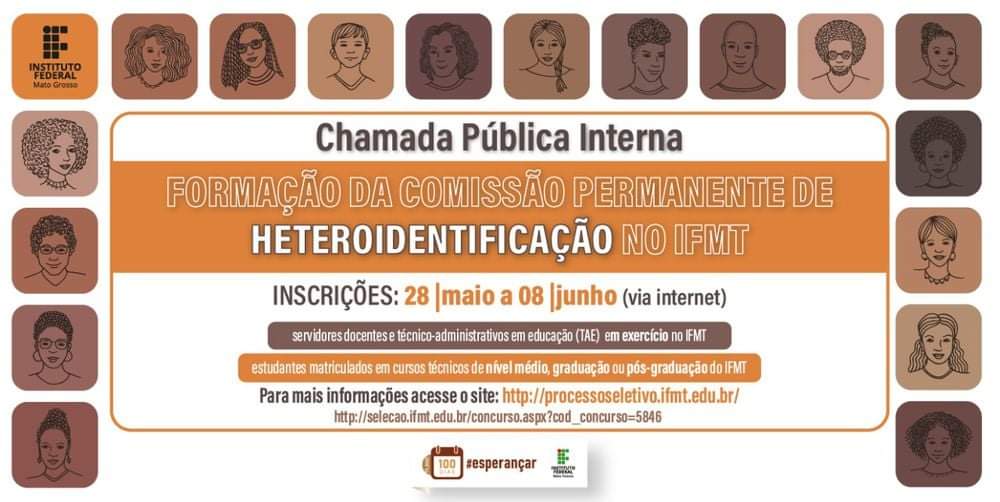 INSTITUTO
FEDERAL
Mato Grosso
Chamada Pública Interna
FORMAÇÃO DA COMISSÃO PERMANENTE DE
HETEROIDENTIFICAÇÃO NO IFMT
INSCRIÇÕES: 28 |maio a 08 |junho (via internet)
servidores docentes e técnico-administrativos em educação (TAE) em exercício no IFMT
estudantes matriculados em cursos técnicos de nível médio, graduação ou pós-graduação do IFMT
Para mais informações acesse o site: http://processoseletivo.ifmt.edu.br/
http://selecao.ifmt.edu.br/concurso.aspx?cod_concurso=5846
100
DIAS
#esperançar
INSTITUTO
FEDERAL
Mato Grosso